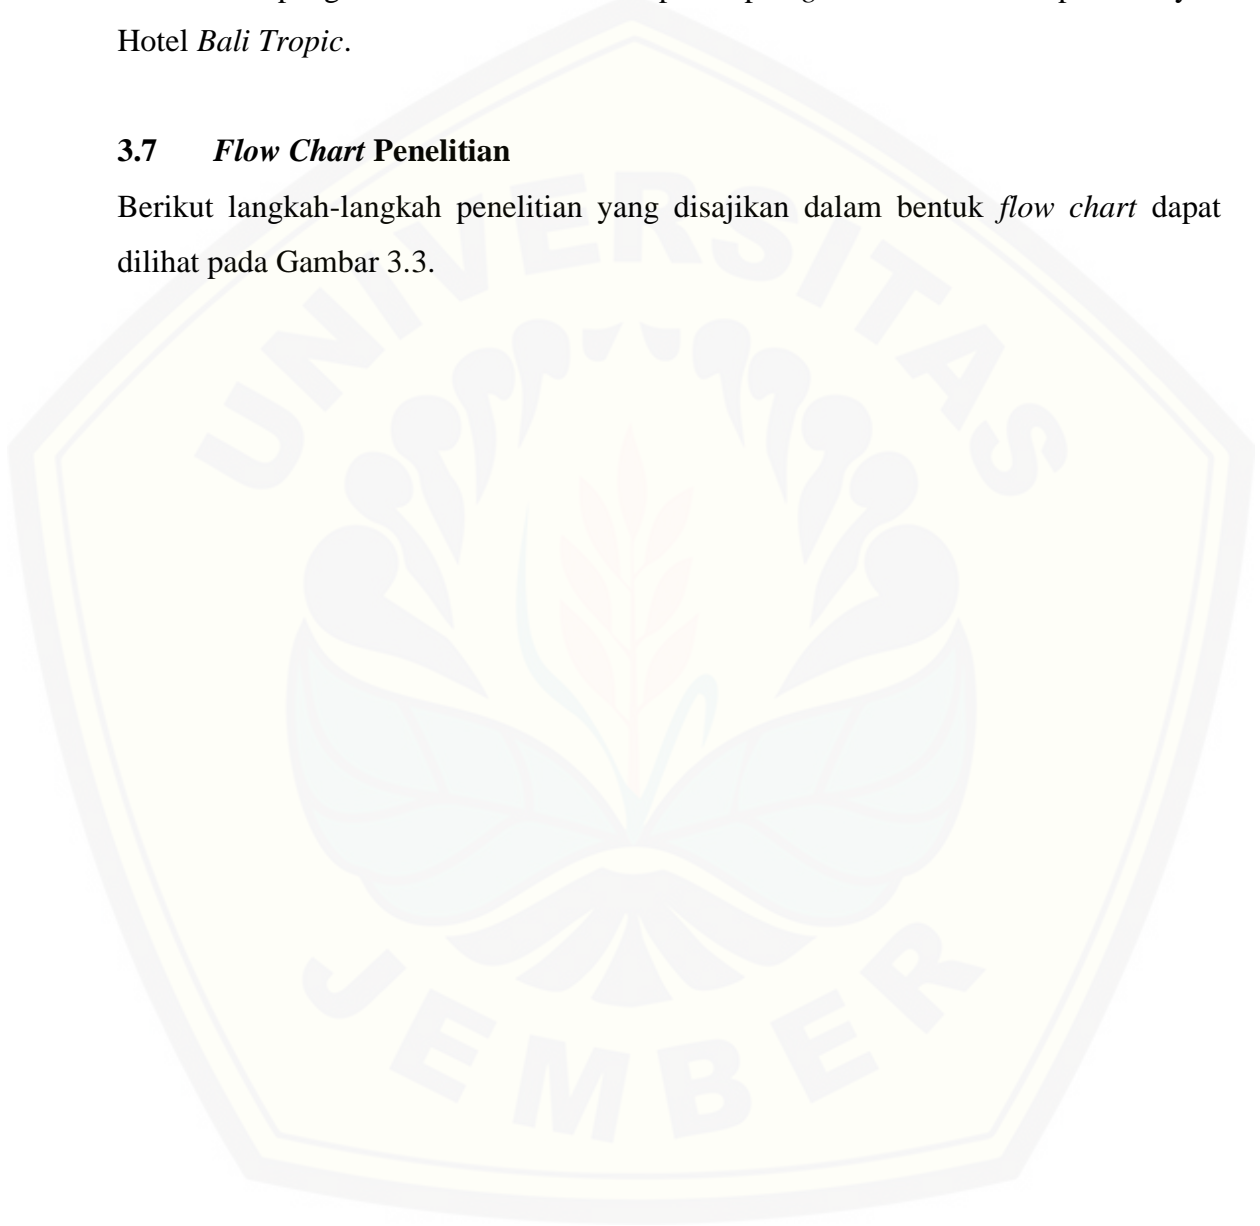 Hotel Bali Tropic.
3.7 Flow Chart Penelitian
Berikut langkah-langkah penelitian yang disajikan dalam bentuk flow chart dapat
dilihat pada Gambar 3.3.
UNIVERSITAS
JEMBER